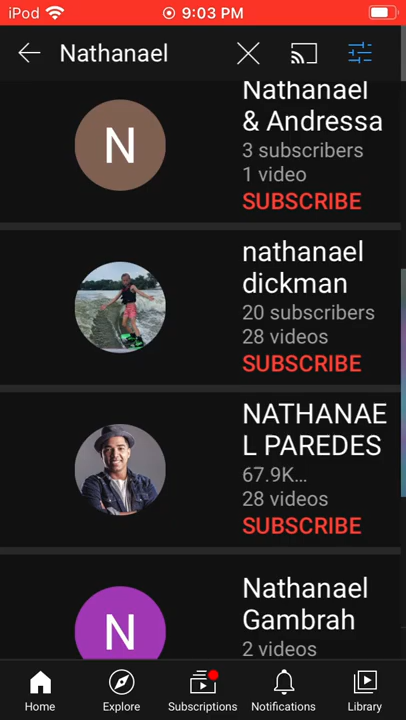 iPod 9:03 PM
Nathanael
Nathanael
& Andressa
3 subscribers
1 video
SUBSCRIBE
N
nathanael
dickman
20 subscribers
28 videos
SUBSCRIBE
NATHANAE
L PAREDES
67.9K…
28 videos
SUBSCRIBE
N
Nathanael
Gambrah
2 videos
Home Explore Subscriptions Notifications Library